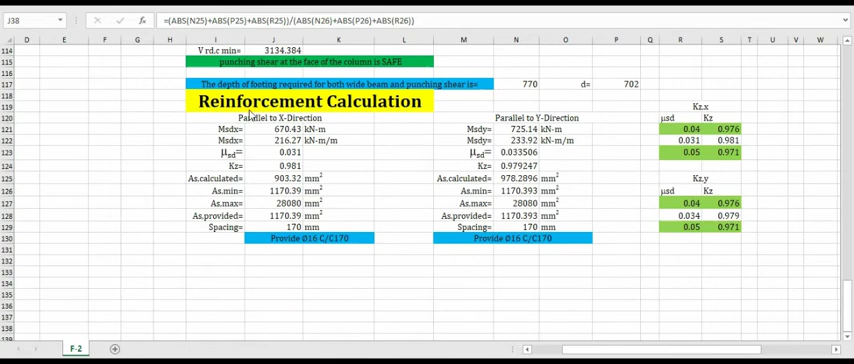 J38 fx =(ABS(N25)+ABS(P25)+ABS(R25))/(ABS(N26)+ABS(P26)+ABS(R26))
D E F G H I J K L M N O P Q R S T U V W
114 V rd,c min= 3134.384
115 punching shear at the face of the column is SAFE
116
117 The depth of footing required for both wide beam and punching shear is= 770 d= 702
118 Reinforcement Calculation
119 Kz,x
120 Parallel to X-Direction Parallel to Y-Direction μsd Kz
121 Msdx= 670.43 kN-m Msdy= 725.14 kN-m 0.04 0.976
122 Msdx= 216.27 kN-m/m Msdy= 233.92 kN-m/m 0.031 0.981
123 μsd= 0.031 μsd= 0.033506 0.05 0.971
124 Kz= 0.981 Kz= 0.979247
125 As,calculated= 903.32 mm² As,calculated= 978.2896 mm² Kz,y
126 As,min= 1170.39 mm² As,min= 1170.393 mm² μsd Kz
127 As,max= 28080 mm² As,max= 28080 mm² 0.04 0.976
128 As,provided= 1170.39 mm² As,provided= 1170.393 mm² 0.034 0.979
129 Spacing= 170 mm Spacing= 170 mm 0.05 0.971
130 Provide Ø16 C/C170 Provide Ø16 C/C170
131
132
133
134
135
136
137
138
139
F-2